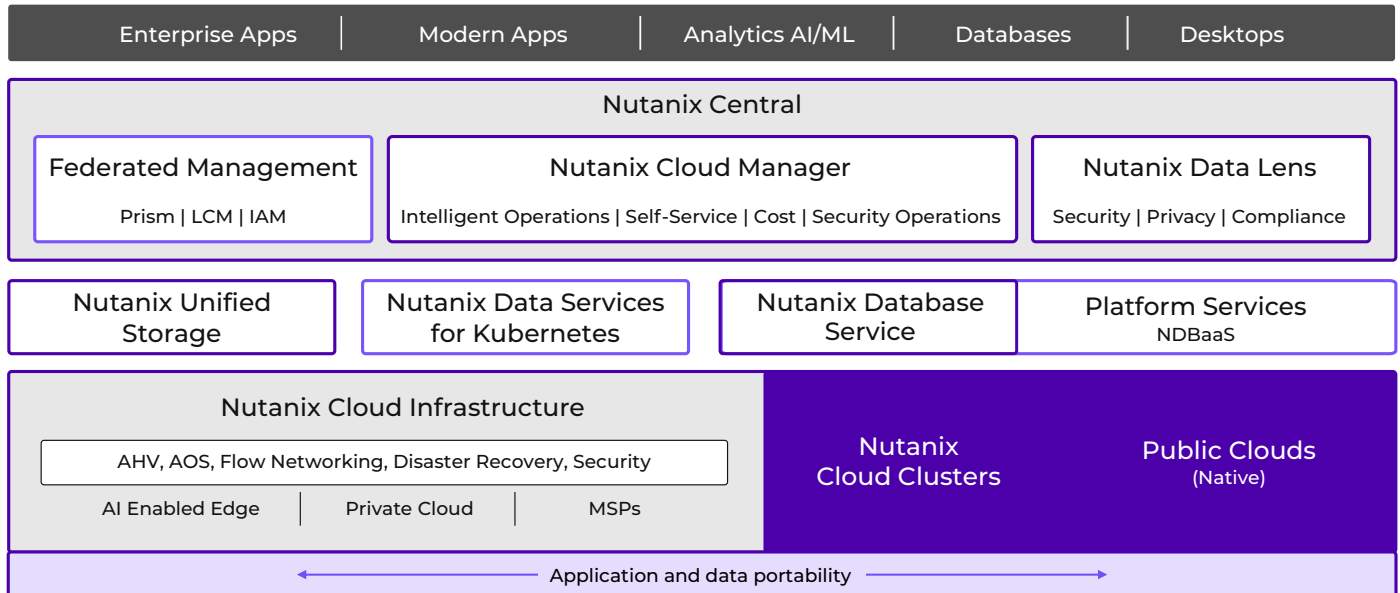 Enterprise Apps | Modern Apps | Analytics AI/ML | Databases | Desktops
Nutanix Central
Federated Management
Prism | LCM | IAM
Nutanix Cloud Manager
Intelligent Operations | Self-Service | Cost | Security Operations
Nutanix Data Lens
Security | Privacy | Compliance
Nutanix Unified
Storage
Nutanix Data Services
for Kubernetes
Nutanix Database
Service
Platform Services
NDBaaS
Nutanix Cloud Infrastructure
AHV, AOS, Flow Networking, Disaster Recovery, Security
AI Enabled Edge | Private Cloud | MSPs
Nutanix
Cloud Clusters
Public Clouds
(Native)
Application and data portability